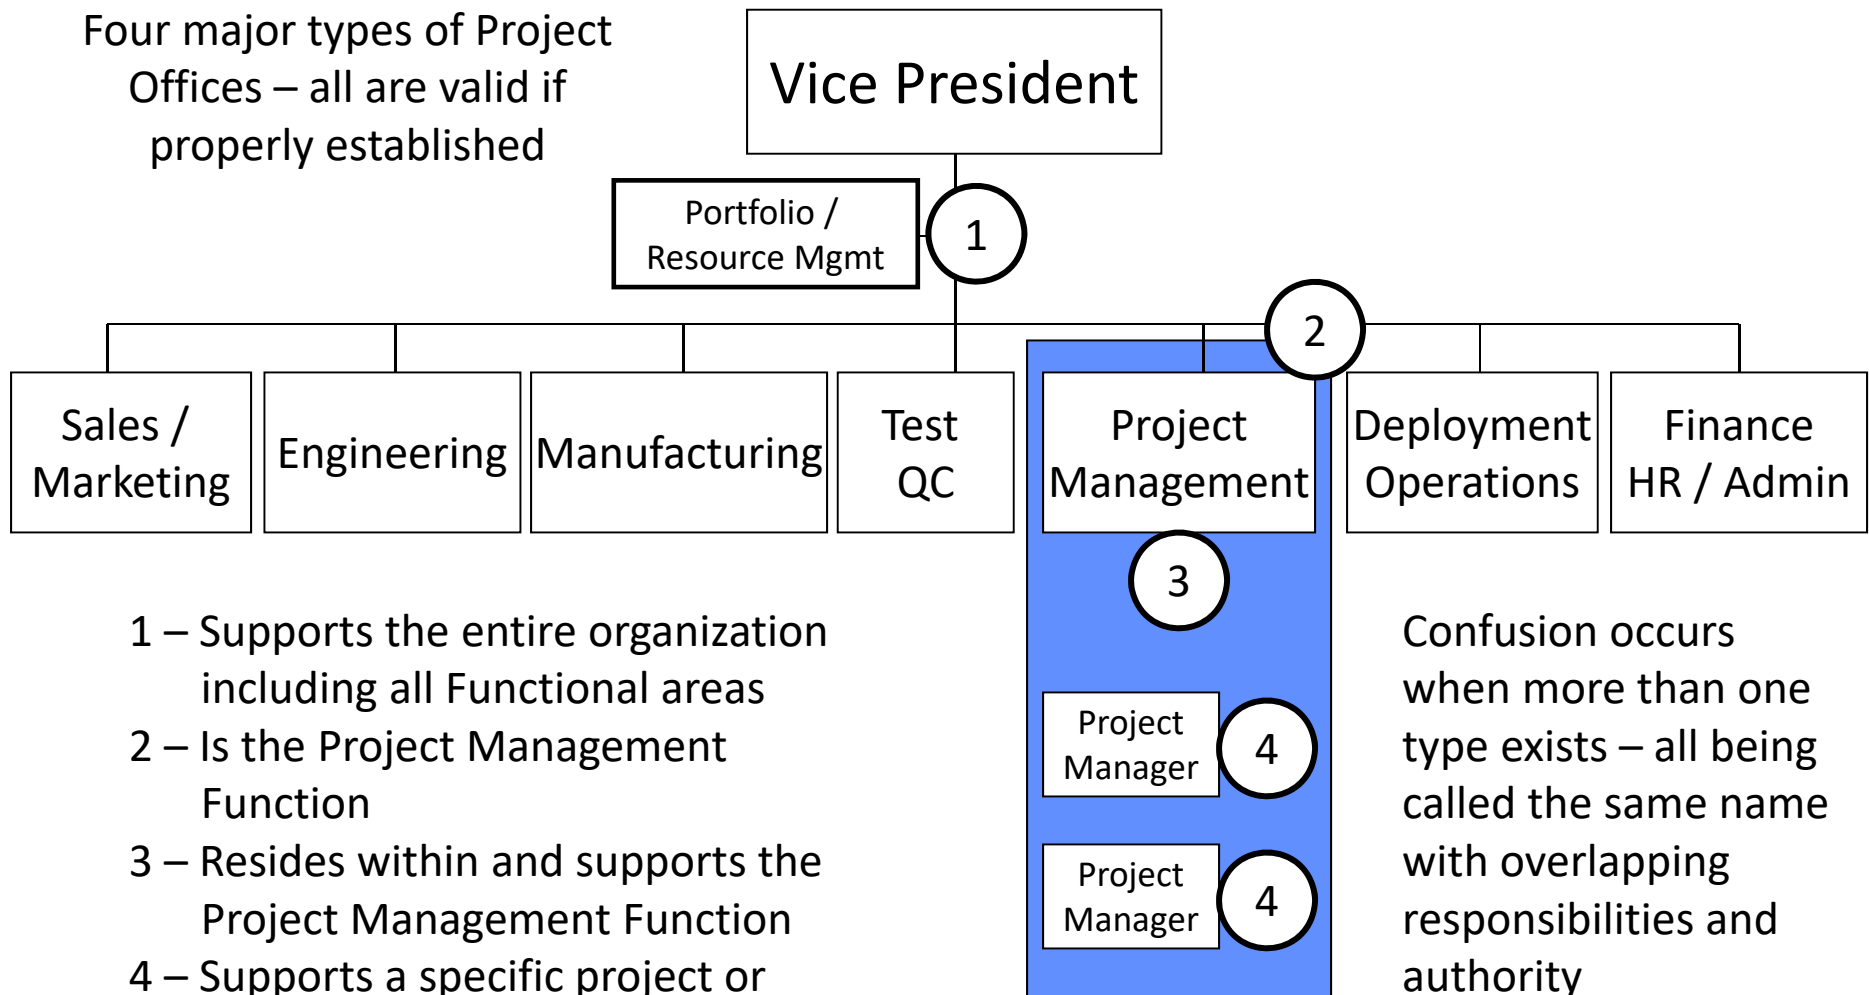 Four major types of Project
Offices – all are valid if
properly established
Vice President
Portfolio /
Resource Mgmt
1
2
Sales /
Marketing
Engineering
Manufacturing
Test
QC
Project
Management
Deployment
Operations
Finance
HR / Admin
3
1 – Supports the entire organization
including all Functional areas
2 – Is the Project Management
Function
3 – Resides within and supports the
Project Management Function
4 – Supports a specific project or
Project
Manager
4
Project
Manager
4
Confusion occurs
when more than one
type exists – all being
called the same name
with overlapping
responsibilities and
authority